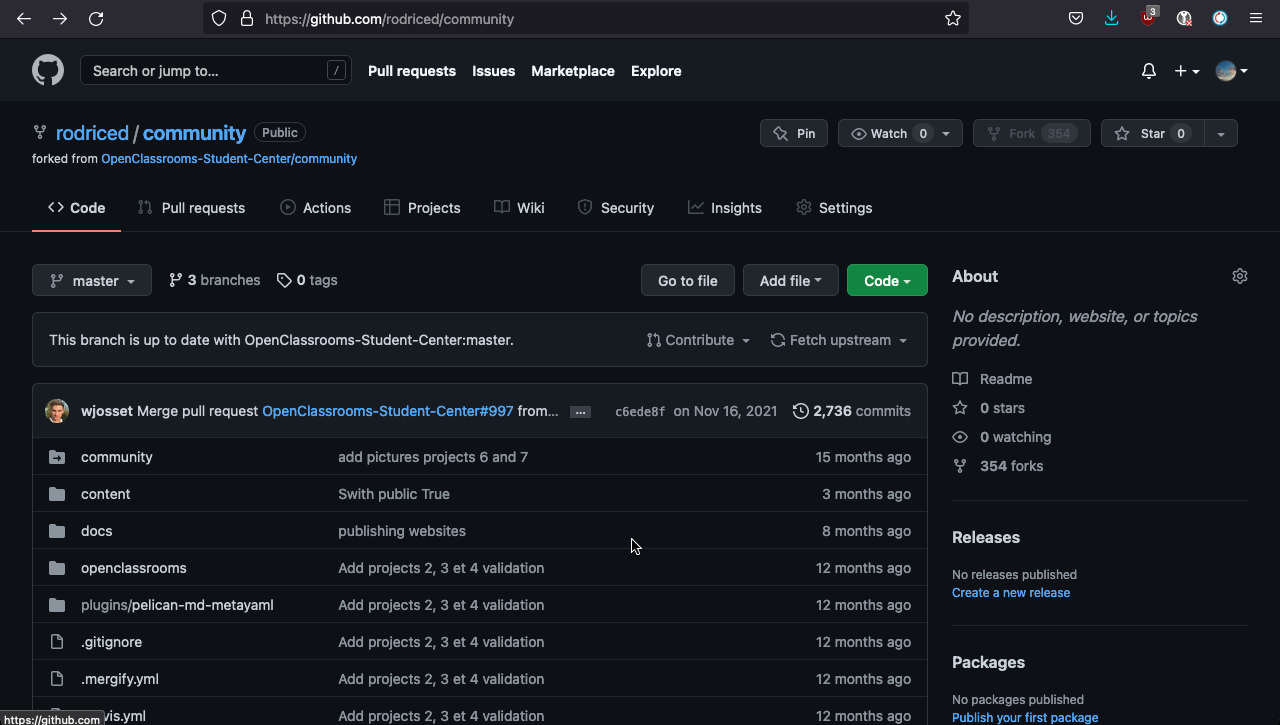 https://github.com/rodriced/community
3
Search or jump to... /
Pull requests Issues Marketplace Explore
rodriced / community Public
Pin Watch 0 Fork 354 Star 0
forked from OpenClassrooms-Student-Center/community
Code Pull requests Actions Projects Wiki Security Insights Settings
master 3 branches 0 tags Go to file Add file Code
This branch is up to date with OpenClassrooms-Student-Center:master. Contribute Fetch upstream
wjosset Merge pull request OpenClassrooms-Student-Center#997 from... ... c6ede8f on Nov 16, 2021 2,736 commits
community add pictures projects 6 and 7 15 months ago
content Swith public True 3 months ago
docs publishing websites 8 months ago
openclassrooms Add projects 2, 3 et 4 validation 12 months ago
plugins/pelican-md-metayaml Add projects 2, 3 et 4 validation 12 months ago
.gitignore Add projects 2, 3 et 4 validation 12 months ago
.mergify.yml Add projects 2, 3 et 4 validation 12 months ago
vis.yml Add projects 2, 3 et 4 validation 12 months ago
https://github.com
About
No description, website, or topics
provided.
Readme
0 stars
0 watching
354 forks
Releases
No releases published
Create a new release
Packages
No packages published
Publish your first package